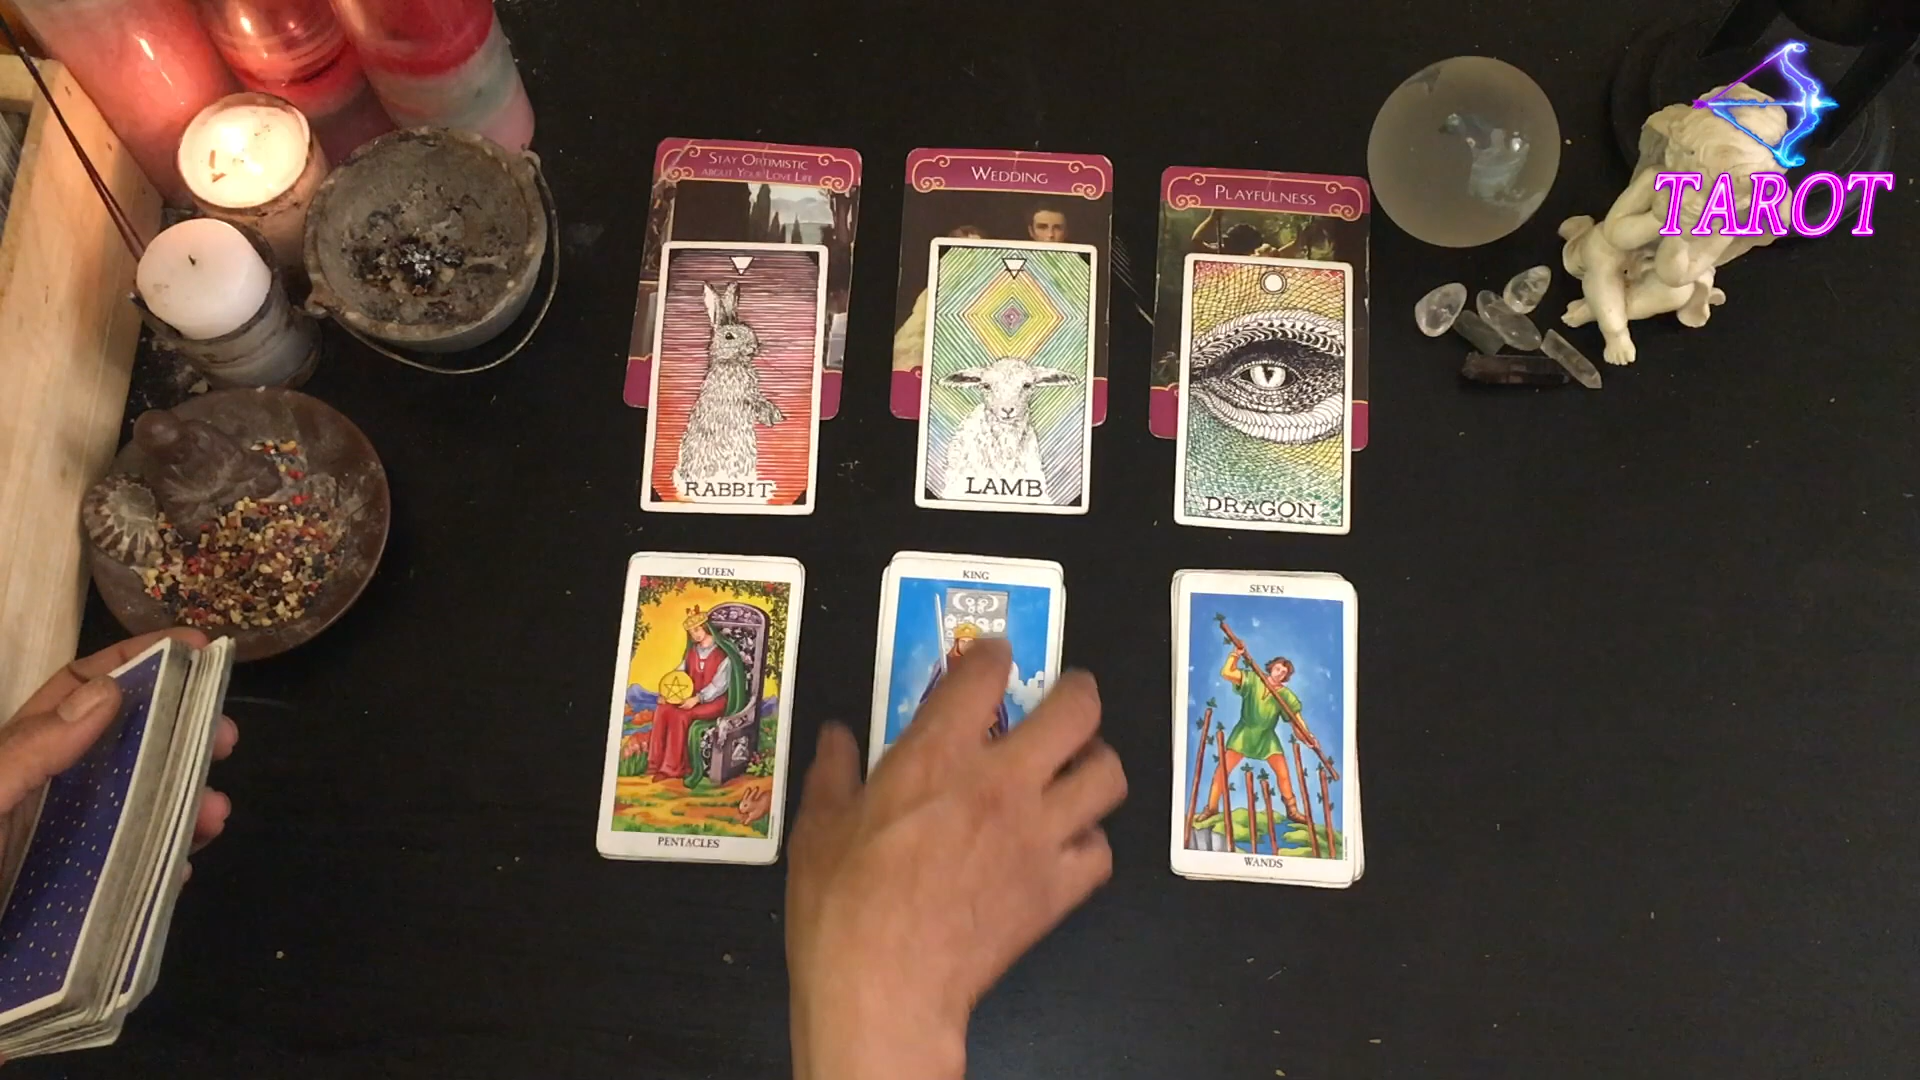 TAROT
STAY OPTIMISTIC
ABOUT YOUR LOVE LIFE
WEDDING
PLAYFULNESS
RABBIT
LAMB
DRAGON
QUEEN
PENTACLES
KING
SEVEN
WANDS